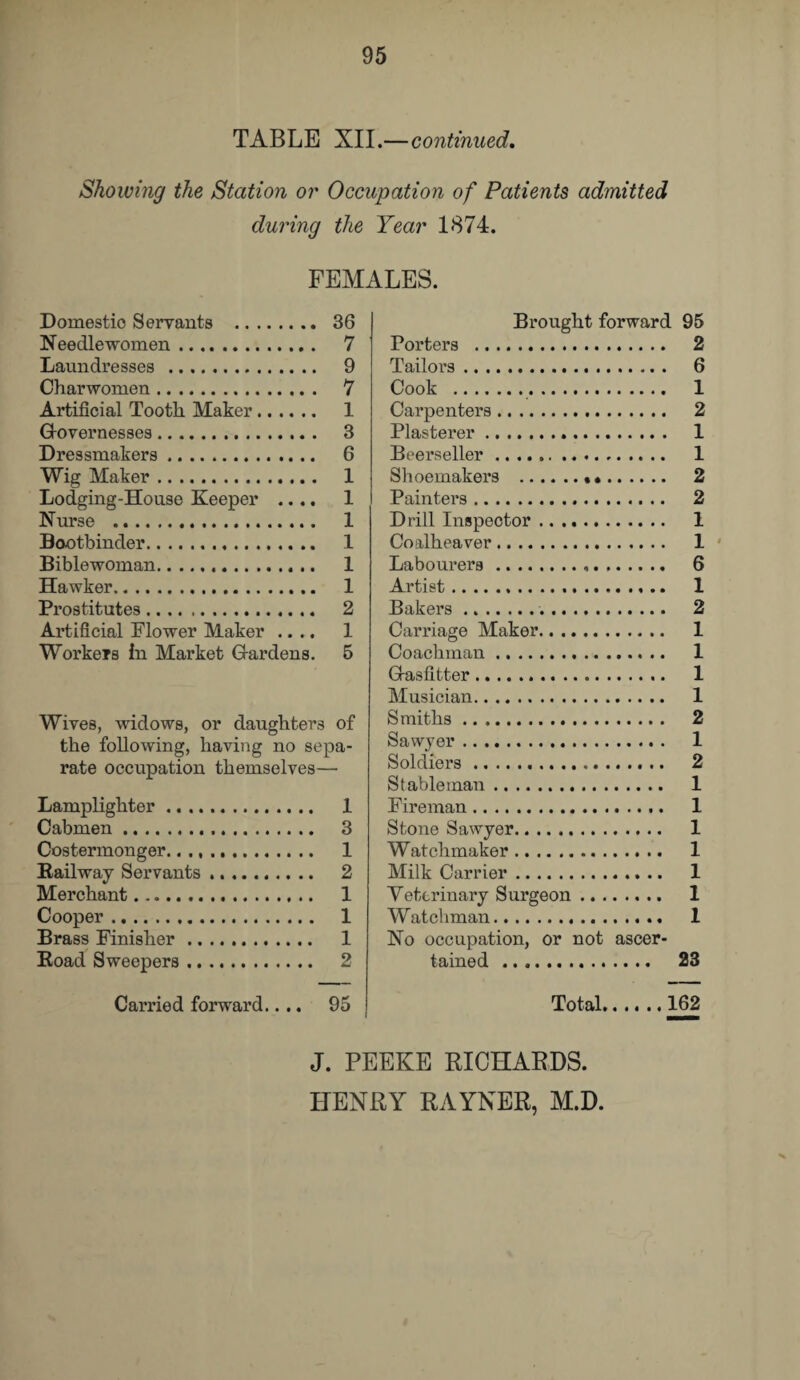 95
TABLE XII.—continued.
Showing the Station or Occupation of Patients admitted
during the Year 1874.
FEMALES.
Domestic Servants ........ 36
Needlewomen .............. 7
Laundresses .............. 9
Charwomen ............... 7
Artificial Tooth Maker ...... 1
Governesses ............... 3
Dressmakers .............. 6
Wig Maker ............... 1
Lodging-House Keeper .... 1
Nurse ................... 1
Bootbinder ................ 1
Biblewoman ............... 1
Hawker .................. 1
Prostitutes ................ 2
Artificial Flower Maker .... 1
Workers in Market Gardens. 5
Wives, widows, or daughters of
the following, having no sepa-
rate occupation themselves—
Lamplighter .............. 1
Cabmen .................. 3
Costermonger .............. 1
Railway Servants .......... 2
Merchant ................. 1
Cooper ................... 1
Brass Finisher ............ 1
Road Sweepers ............ 2
Carried forward.... 95
Brought forward 95
Porters .................. 2
Tailors ................... 6
Cook .................... 1
Carpenters ................ 2
Plasterer ................. 1
Beerseller ................ 1
Shoemakers ............... 2
Painters .................. 2
Drill Inspector ............ 1
Coalheaver ................ 1
Labourers ................ 6
Artist .................... 1
Bakers ................... 2
Carriage Maker ............ 1
Coachman ................ 1
Gasfitter .................. 1
Musician .................. 1
Smiths ................... 2
Sawyer ................... 1
Soldiers .................. 2
Stableman ................ 1
Fireman .................. 1
Stone Sawyer .............. 1
Watchmaker .............. 1
Milk Carrier .............. 1
Veterinary Surgeon ........ 1
Watchman ................ 1
No occupation, or not ascer-
tained .............. 23
Total....... 162
J. PEEKE RICHARDS.
HENRY RAYNER, M.D.